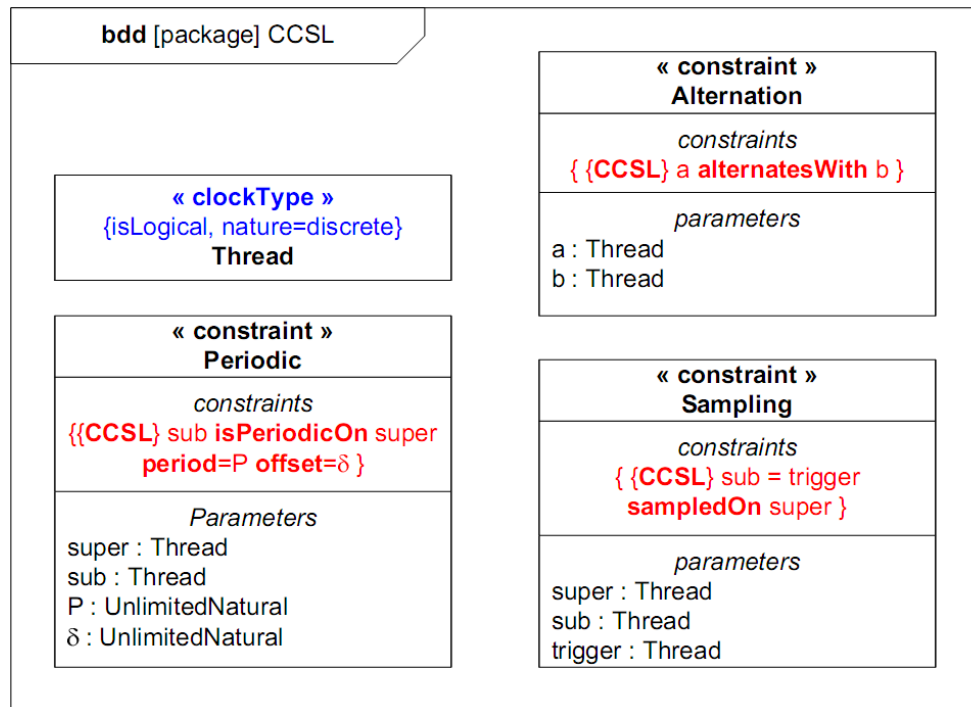 bdd [package] CCSL
« clockType »
{isLogical, nature=discrete}
Thread
« constraint »
Periodic
constraints
{{CCSL} sub isPeriodicOn super
period=P offset=δ }
Parameters
super : Thread
sub : Thread
P : UnlimitedNatural
δ : UnlimitedNatural
« constraint »
Alternation
constraints
{ {CCSL} a alternatesWith b }
parameters
a : Thread
b : Thread
« constraint »
Sampling
constraints
{ {CCSL} sub = trigger
sampledOn super }
parameters
super : Thread
sub : Thread
trigger : Thread